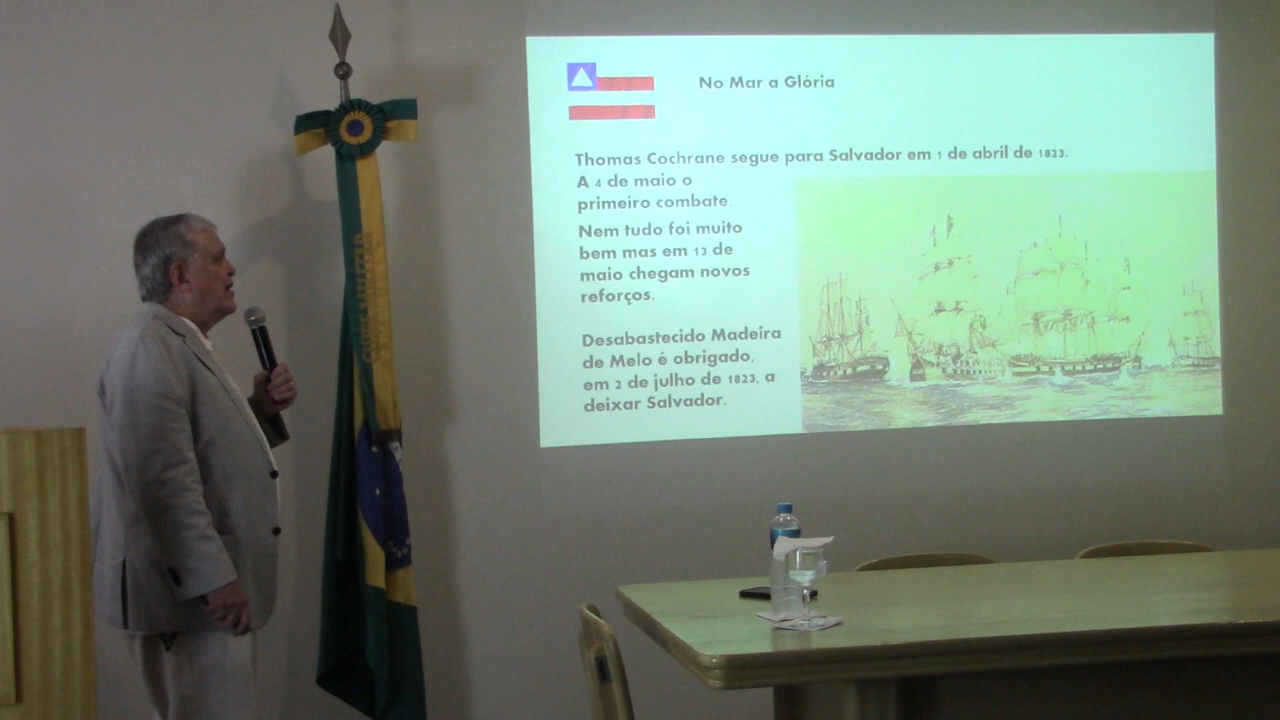 No Mar a Glória
Thomas Cochrane segue para Salvador em 1 de abril de 1823.
A 4 de maio o
primeiro combate.
Nem tudo foi muito
bem mas em 13 de
maio chegam novos
reforços.
Desabastecido Madeira
de Melo é obrigado,
em 2 de julho de 1823, a
deixar Salvador.